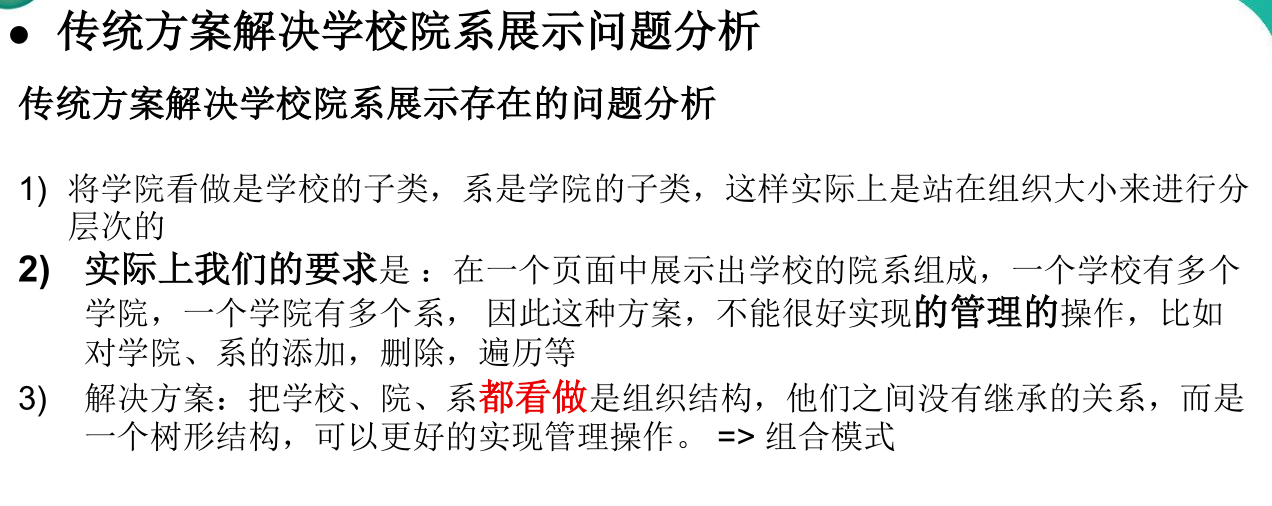 ● 传统方案解决学校院系展示问题分析
传统方案解决学校院系展示存在的问题分析
1) 将学院看做是学校的子类，系是学院的子类，这样实际上是站在组织大小来进行分
层次的
2) 实际上我们的要求是 ：在一个页面中展示出学校的院系组成，一个学校有多个
学院，一个学院有多个系， 因此这种方案，不能很好实现的管理的操作，比如
对学院、系的添加，删除，遍历等
3) 解决方案：把学校、院、系都看做是组织结构，他们之间没有继承的关系，而是
一个树形结构，可以更好的实现管理操作。 => 组合模式